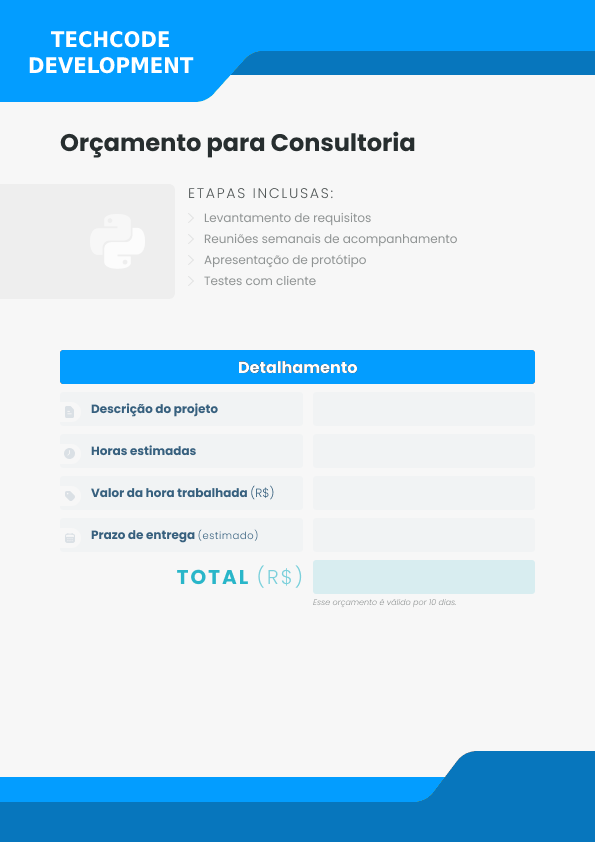 TECHCODE
DEVELOPMENT
Orçamento para Consultoria
ETAPAS INCLUSAS:
Levantamento de requisitos
Reuniões semanais de acompanhamento
Apresentação de protótipo
Testes com cliente
Detalhamento
Descrição do projeto
Horas estimadas
Valor da hora trabalhada (R$)
Prazo de entrega (estimado)
TOTAL (R$)
Esse orçamento é válido por 10 dias.